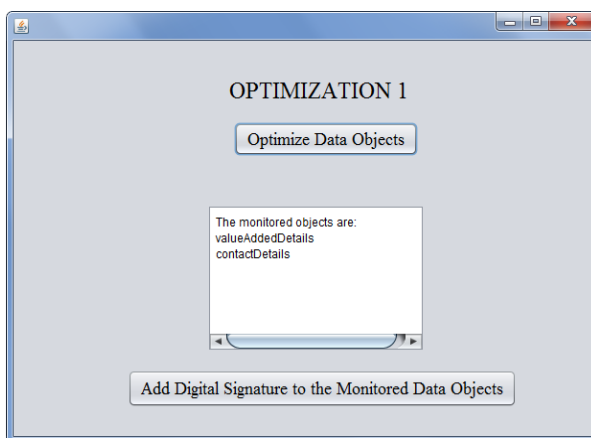 OPTIMIZATION 1
Optimize Data Objects
The monitored objects are:
valueAddedDetails
contactDetails
Add Digital Signature to the Monitored Data Objects